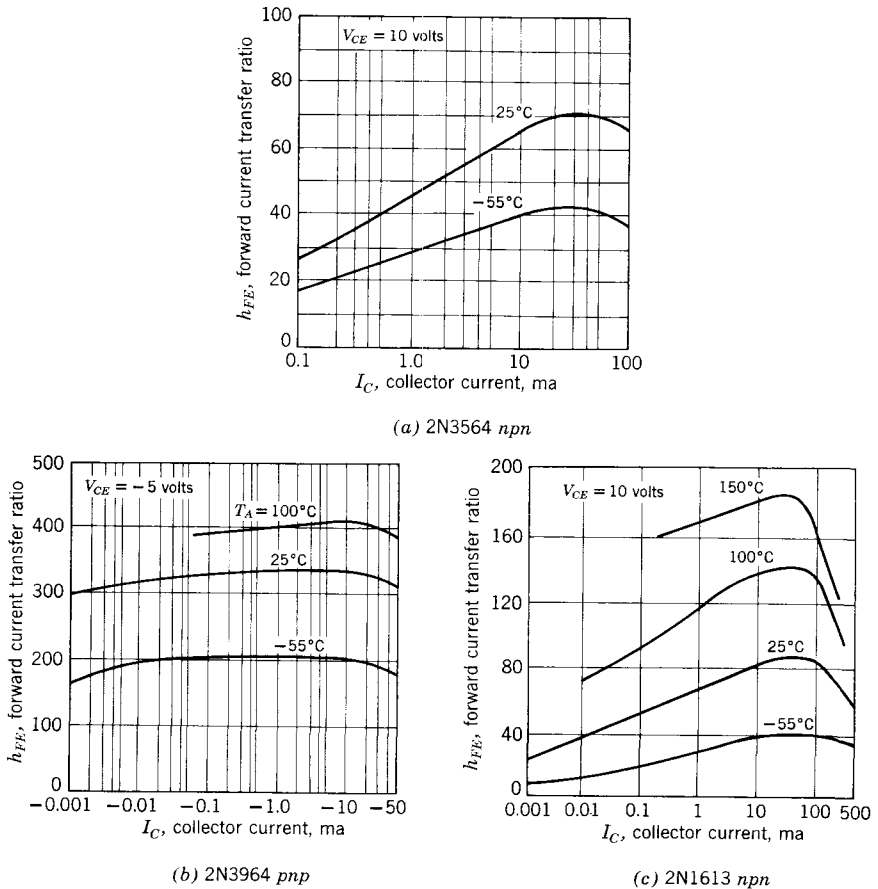 100
80
60
40
20
0
V_CE = 10 volts
25°C
−55°C
h_FE, forward current transfer ratio
0.1 1.0 10 100
I_C, collector current, ma
(a) 2N3564 npn
500
400
300
200
100
0
V_CE = −5 volts
T_A = 100°C
25°C
−55°C
h_FE, forward current transfer ratio
−0.001 −0.01 −0.1 −1.0 −10 −50
I_C, collector current, ma
(b) 2N3964 pnp
200
160
120
80
40
0
V_CE = 10 volts
150°C
100°C
25°C
−55°C
h_FE, forward current transfer ratio
0.001 0.01 0.1 1 10 100 500
I_C, collector current, ma
(c) 2N1613 npn